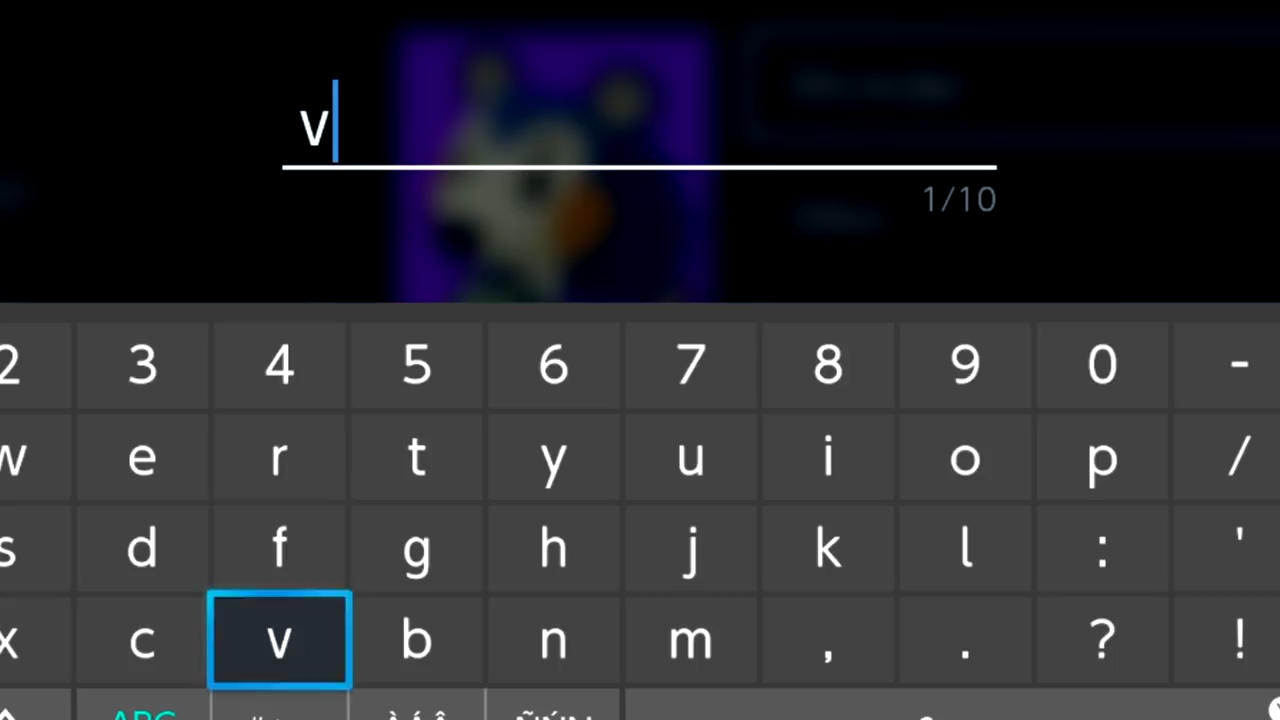 V
1/10
2 3 4 5 6 7 8 9 0 -
w e r t y u i o p /
s d f g h j k l : '
x c v b n m , . ? !